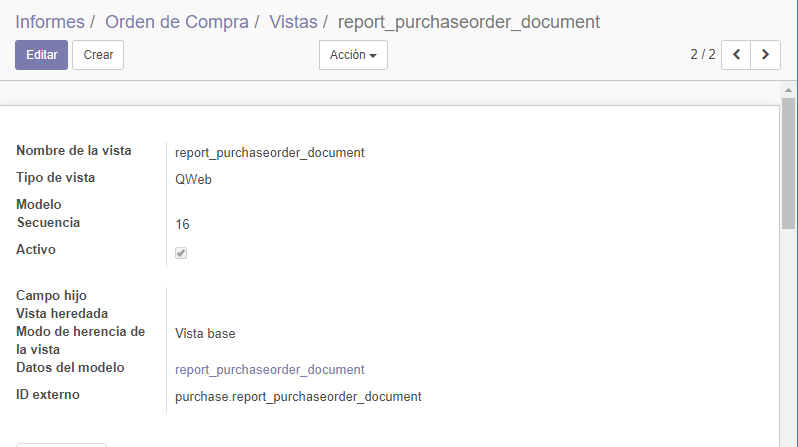 Informes / Orden de Compra / Vistas / report_purchaseorder_document
Editar Crear Acción 2 / 2
Nombre de la vista report_purchaseorder_document
Tipo de vista QWeb
Modelo
Secuencia 16
Activo
Campo hijo
Vista heredada
Modo de herencia de
la vista Vista base
Datos del modelo report_purchaseorder_document
ID externo purchase.report_purchaseorder_document